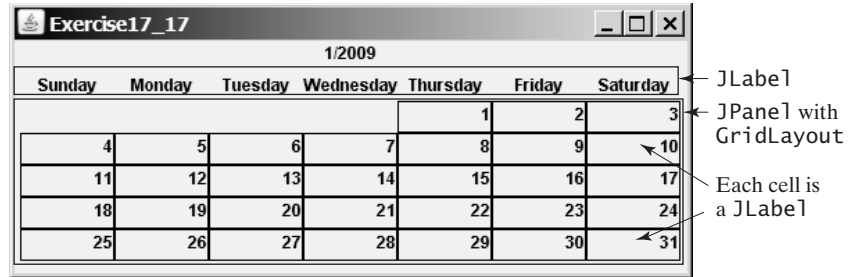 Exercise17_17
1/2009
Sunday Monday Tuesday Wednesday Thursday Friday Saturday
1 2 3
4 5 6 7 8 9 10
11 12 13 14 15 16 17
18 19 20 21 22 23 24
25 26 27 28 29 30 31
JLabel
JPanel with
GridLayout
Each cell is
a JLabel